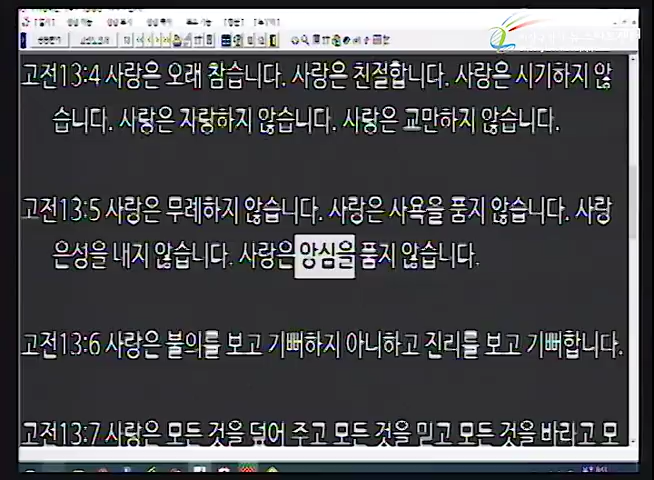 고전13:4 사랑은 오래 참습니다. 사랑은 친절합니다. 사랑은 시기하지 않
습니다. 사랑은 자랑하지 않습니다. 사랑은 교만하지 않습니다.
고전13:5 사랑은 무례하지 않습니다. 사랑은 사욕을 품지 않습니다. 사랑
은성을 내지 않습니다. 사랑은 앙심을 품지 않습니다.
고전13:6 사랑은 불의를 보고 기뻐하지 아니하고 진리를 보고 기뻐합니다.
고전13:7 사랑은 모든 것을 덮어 주고 모든 것을 믿고 모든 것을 바라고 모